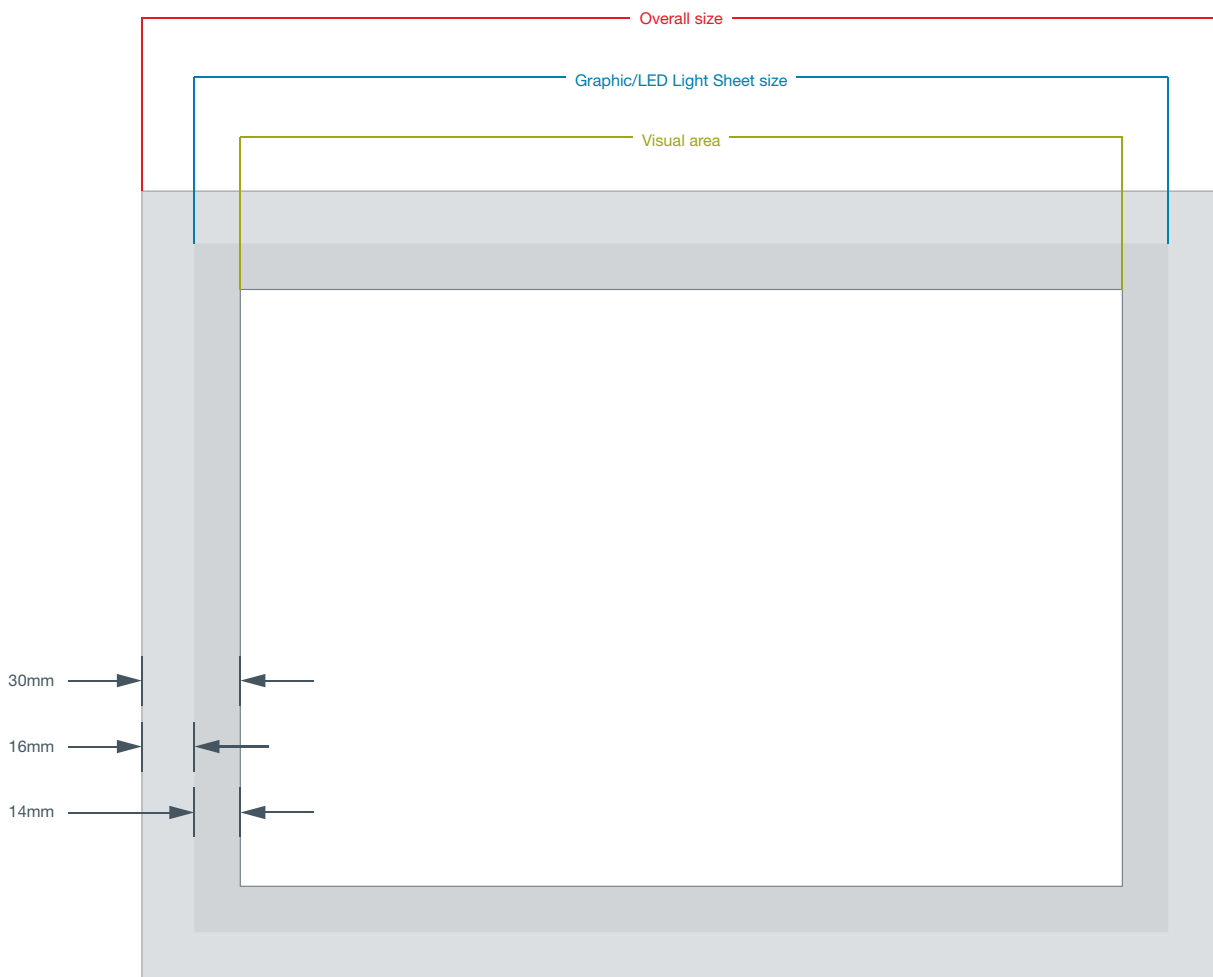 Overall size
Graphic/LED Light Sheet size
Visual area
30mm
16mm
14mm